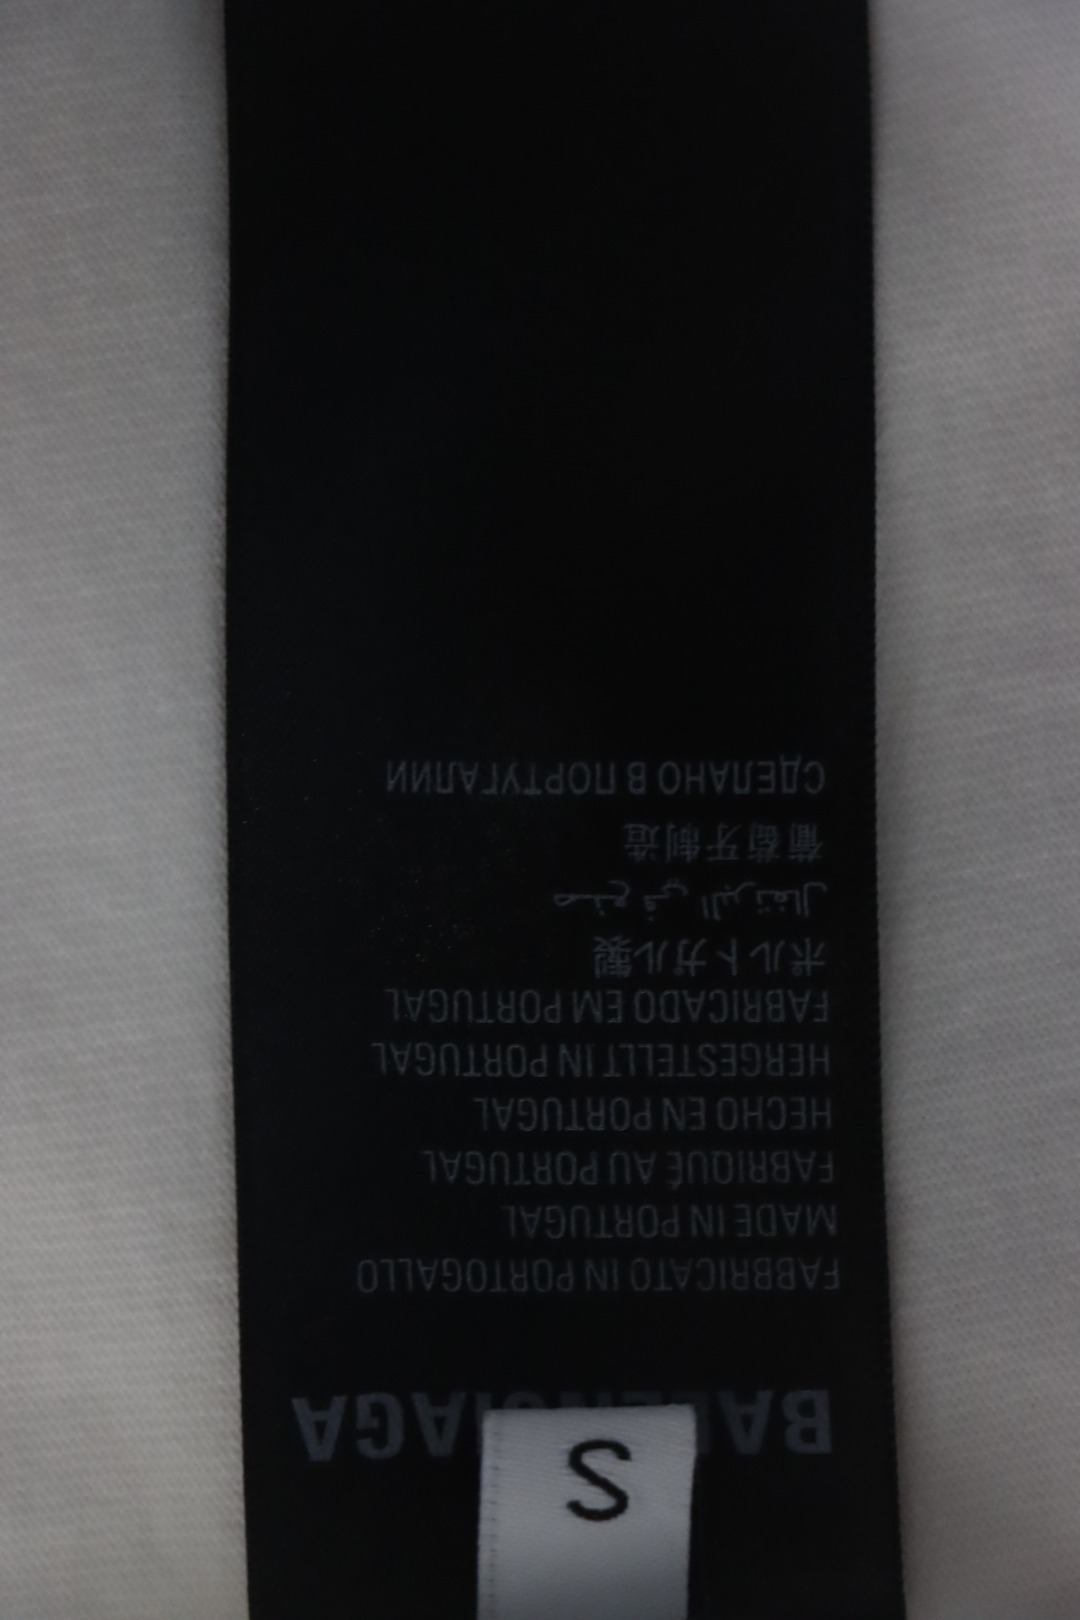 S
BALENCIAGA
FABBRICATO IN PORTOGALLO
MADE IN PORTUGAL
FABRIQUÉ AU PORTUGAL
HECHO EN PORTUGAL
HERGESTELLT IN PORTUGAL
FABRICADO EM PORTUGAL
ポルトガル製
صنع في البرتغال
葡萄牙制造
СДЕЛАНО В ПОРТУГАЛИИ